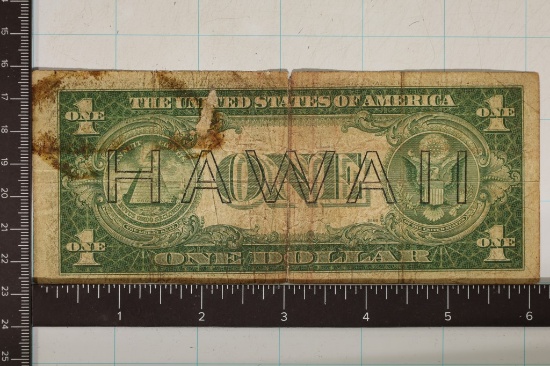 THE UNITED STATES OF AMERICA
1 ONE
1 ONE
HAWAII
ONE
1 ONE
1 ONE
ONE DOLLAR
1 2 3 4 5 6
15
16
17
18
19
20
21
22
23
24
25